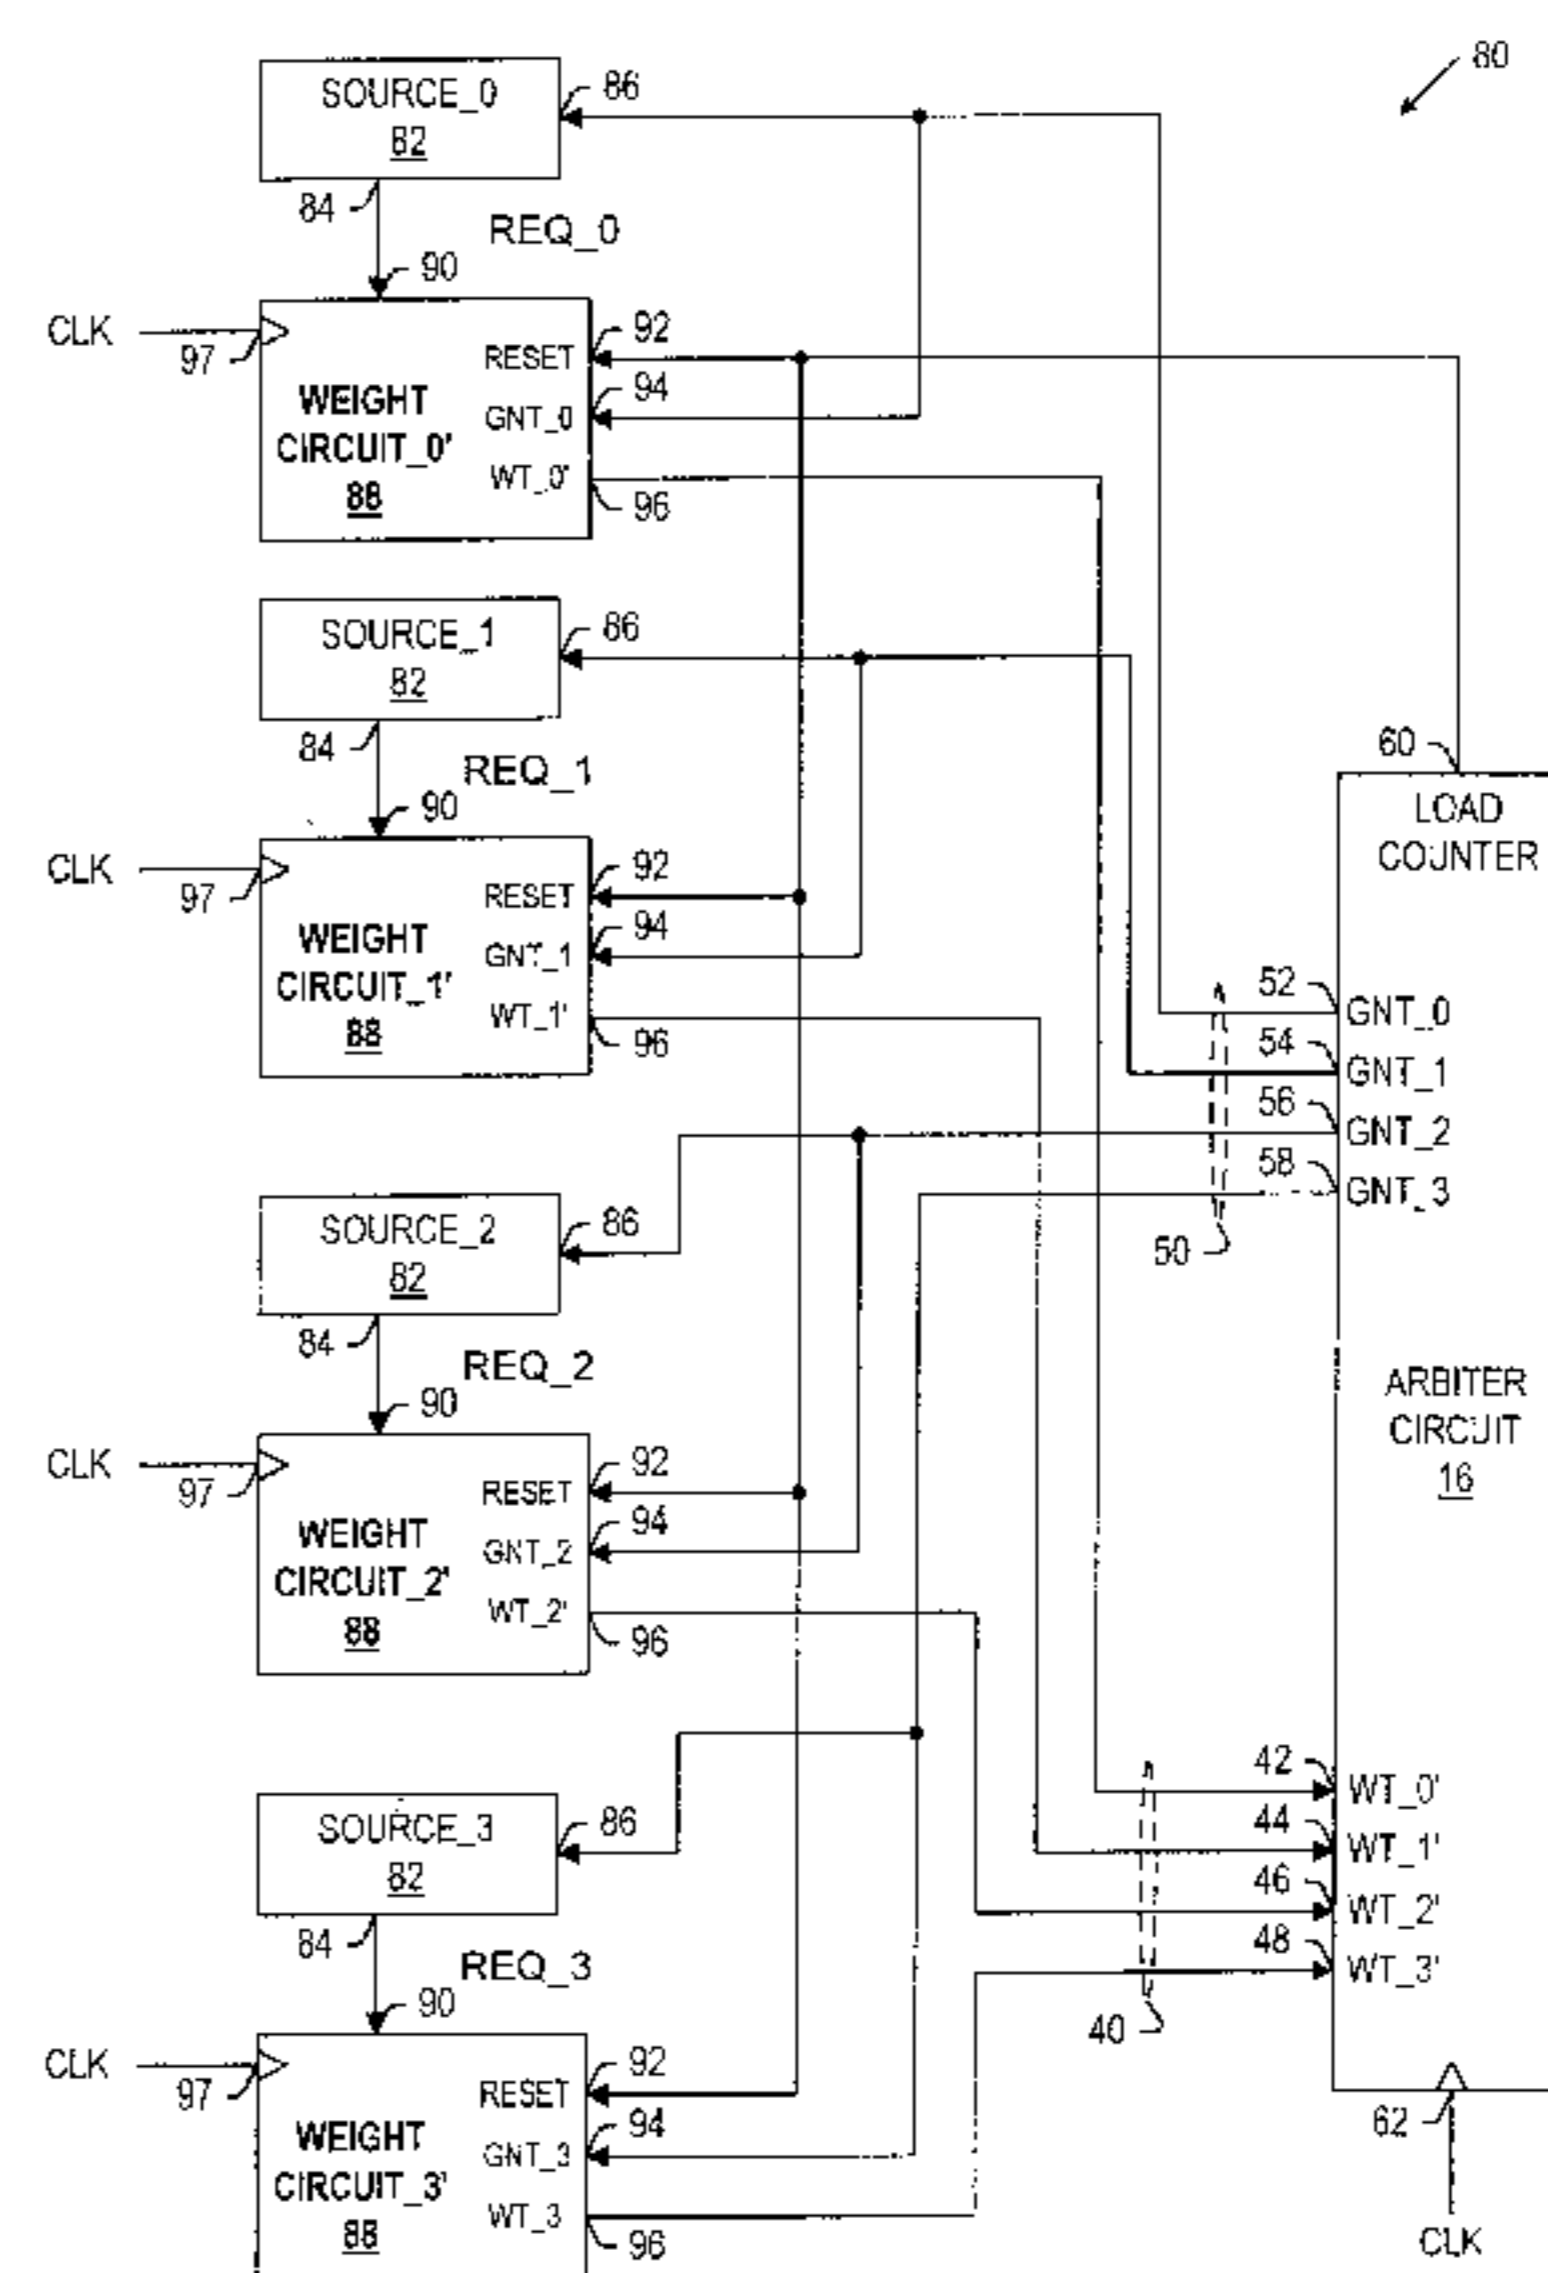 80
SOURCE_0
82
86
84
REQ_0
90
CLK
97
RESET
92
WEIGHT
CIRCUIT_0'
88
GNT_0
94
WT_0'
96
SOURCE_1
82
86
84
REQ_1
90
CLK
97
RESET
92
WEIGHT
CIRCUIT_1'
88
GNT_1
94
WT_1'
96
60
LOAD
COUNTER
52
GNT_0
54
GNT_1
56
GNT_2
58
GNT_3
50
SOURCE_2
82
86
84
REQ_2
90
CLK
97
RESET
92
WEIGHT
CIRCUIT_2'
88
GNT_2
94
WT_2'
96
ARBITER
CIRCUIT
16
SOURCE_3
82
86
84
REQ_3
90
CLK
97
RESET
92
WEIGHT
CIRCUIT_3'
88
GNT_3
94
WT_3
96
42
WT_0'
44
WT_1'
46
WT_2'
48
WT_3'
40
62
CLK